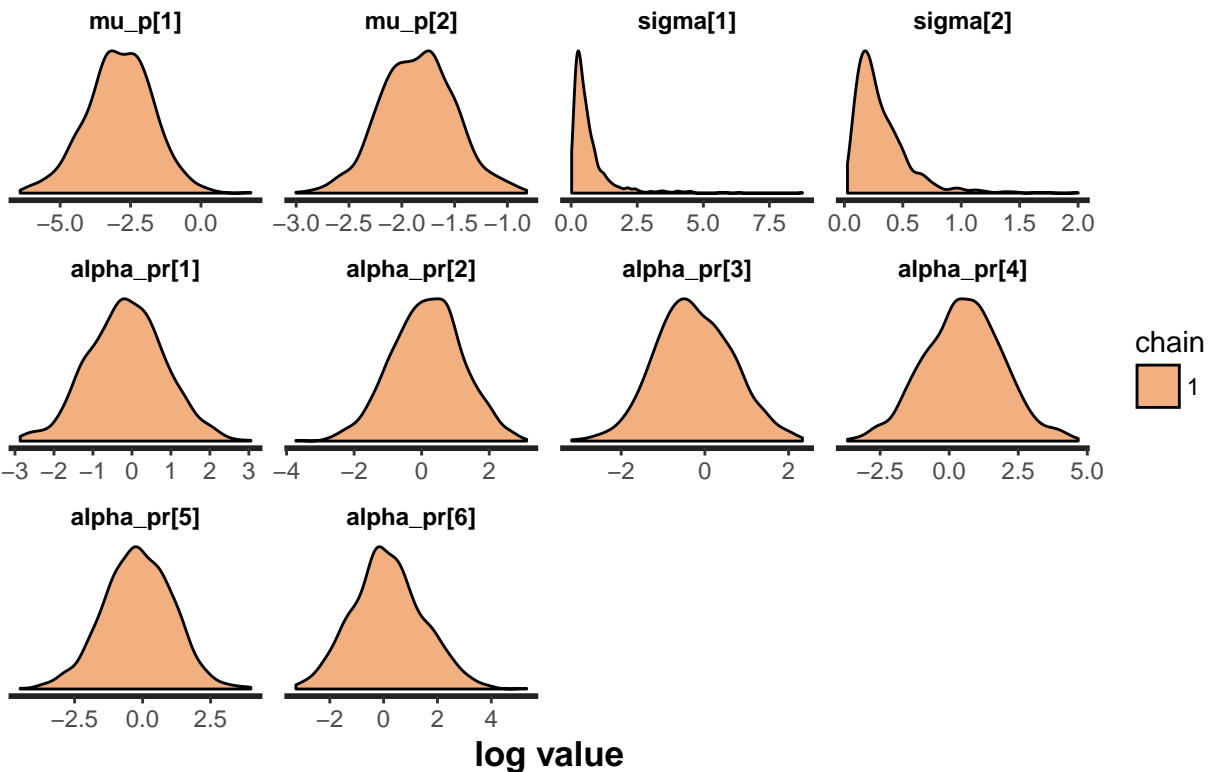 mu_p[1] mu_p[2] sigma[1] sigma[2]
−5.0 −2.5 0.0 −3.0 −2.5 −2.0 −1.5 −1.0 0.0 2.5 5.0 7.5 0.0 0.5 1.0 1.5 2.0
alpha_pr[1] alpha_pr[2] alpha_pr[3] alpha_pr[4]
−3 −2 −1 0 1 2 3 −4 −2 0 2 −2 0 2 −2.5 0.0 2.5 5.0
chain
1
alpha_pr[5] alpha_pr[6]
−2.5 0.0 2.5 −2 0 2 4
log value